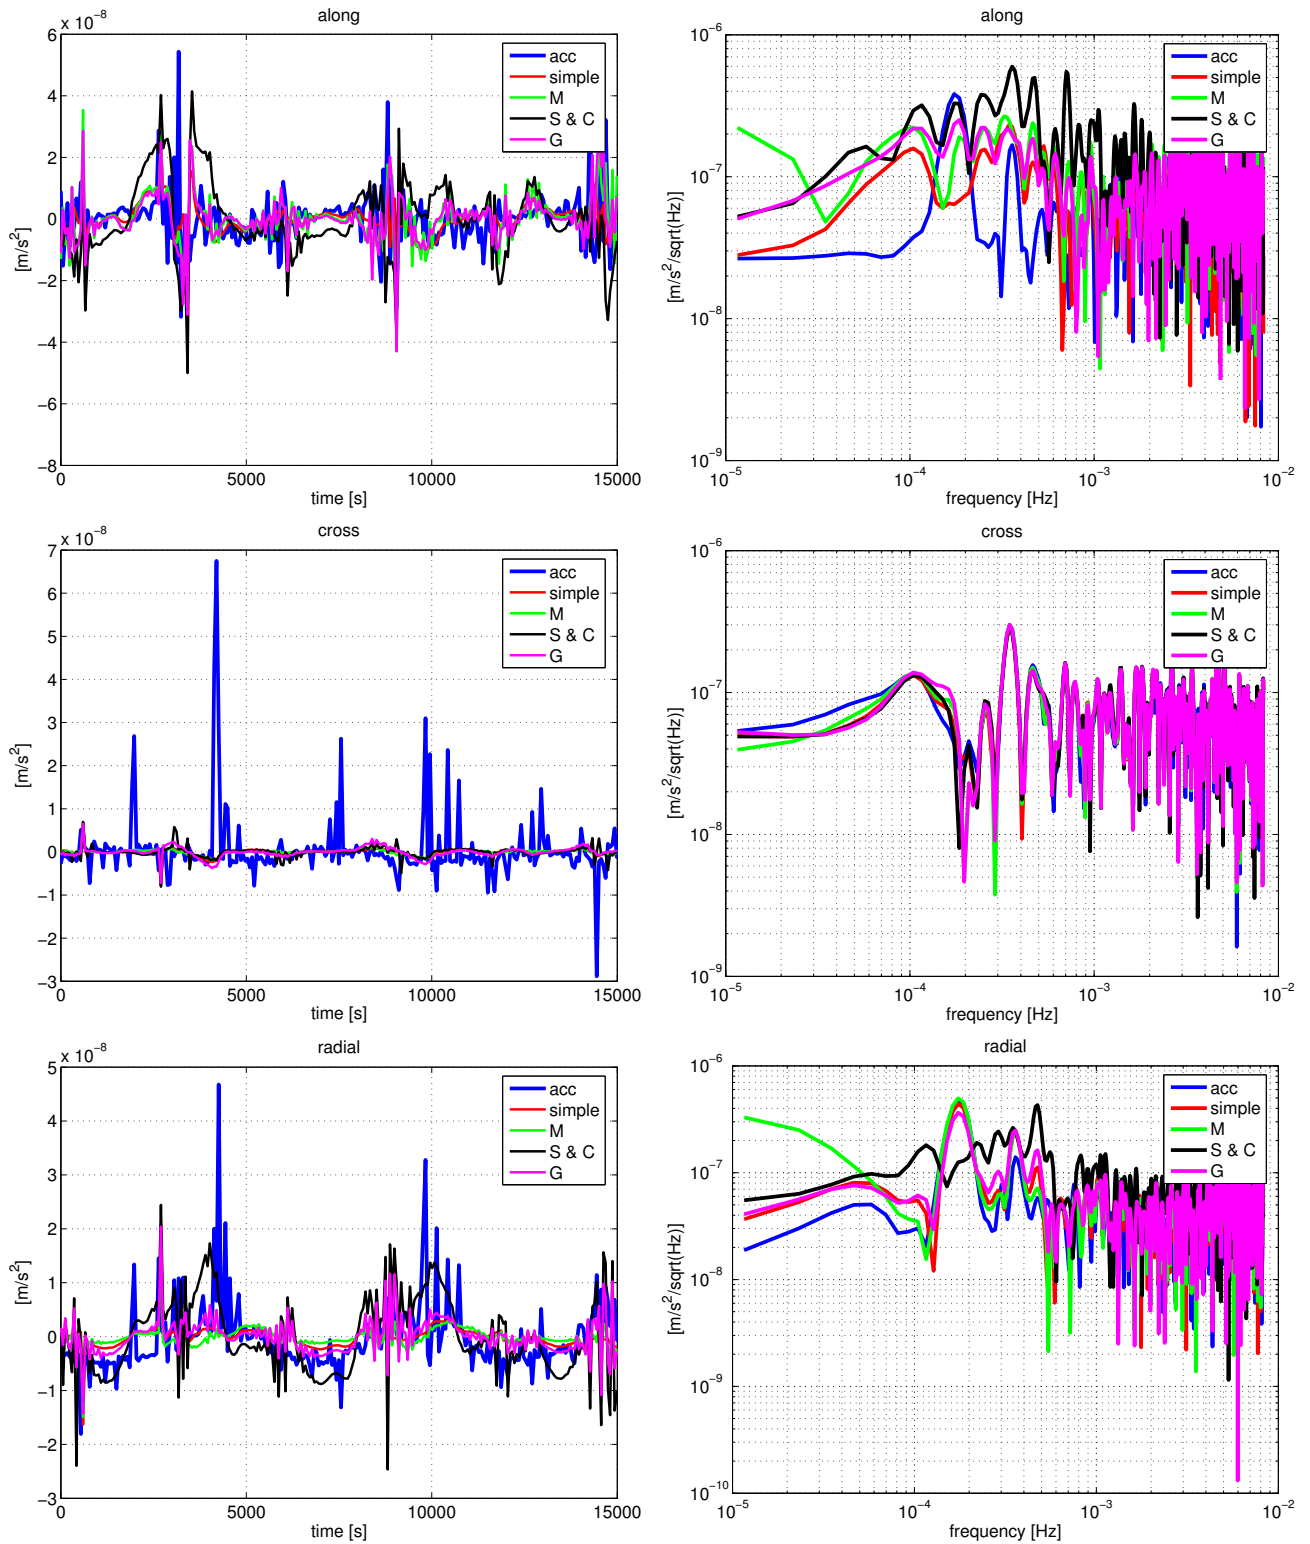 along
x 10⁻⁸
6
4
2
0
−2
−4
−6
−8
0
5000
10000
15000
[m/s²]
time [s]
acc
simple
M
S & C
G
along
10⁻⁶
10⁻⁷
10⁻⁸
10⁻⁹
10⁻⁵
10⁻⁴
10⁻³
10⁻²
[m/s²/sqrt(Hz)]
frequency [Hz]
acc
simple
M
S & C
G
cross
x 10⁻⁸
7
6
5
4
3
2
1
0
−1
−2
−3
0
5000
10000
15000
[m/s²]
time [s]
acc
simple
M
S & C
G
cross
10⁻⁶
10⁻⁷
10⁻⁸
10⁻⁹
10⁻⁵
10⁻⁴
10⁻³
10⁻²
[m/s²/sqrt(Hz)]
frequency [Hz]
acc
simple
M
S & C
G
radial
x 10⁻⁸
5
4
3
2
1
0
−1
−2
−3
0
5000
10000
15000
[m/s²]
time [s]
acc
simple
M
S & C
G
radial
10⁻⁶
10⁻⁷
10⁻⁸
10⁻⁹
10⁻¹⁰
10⁻⁵
10⁻⁴
10⁻³
10⁻²
[m/s²/sqrt(Hz)]
frequency [Hz]
acc
simple
M
S & C
G